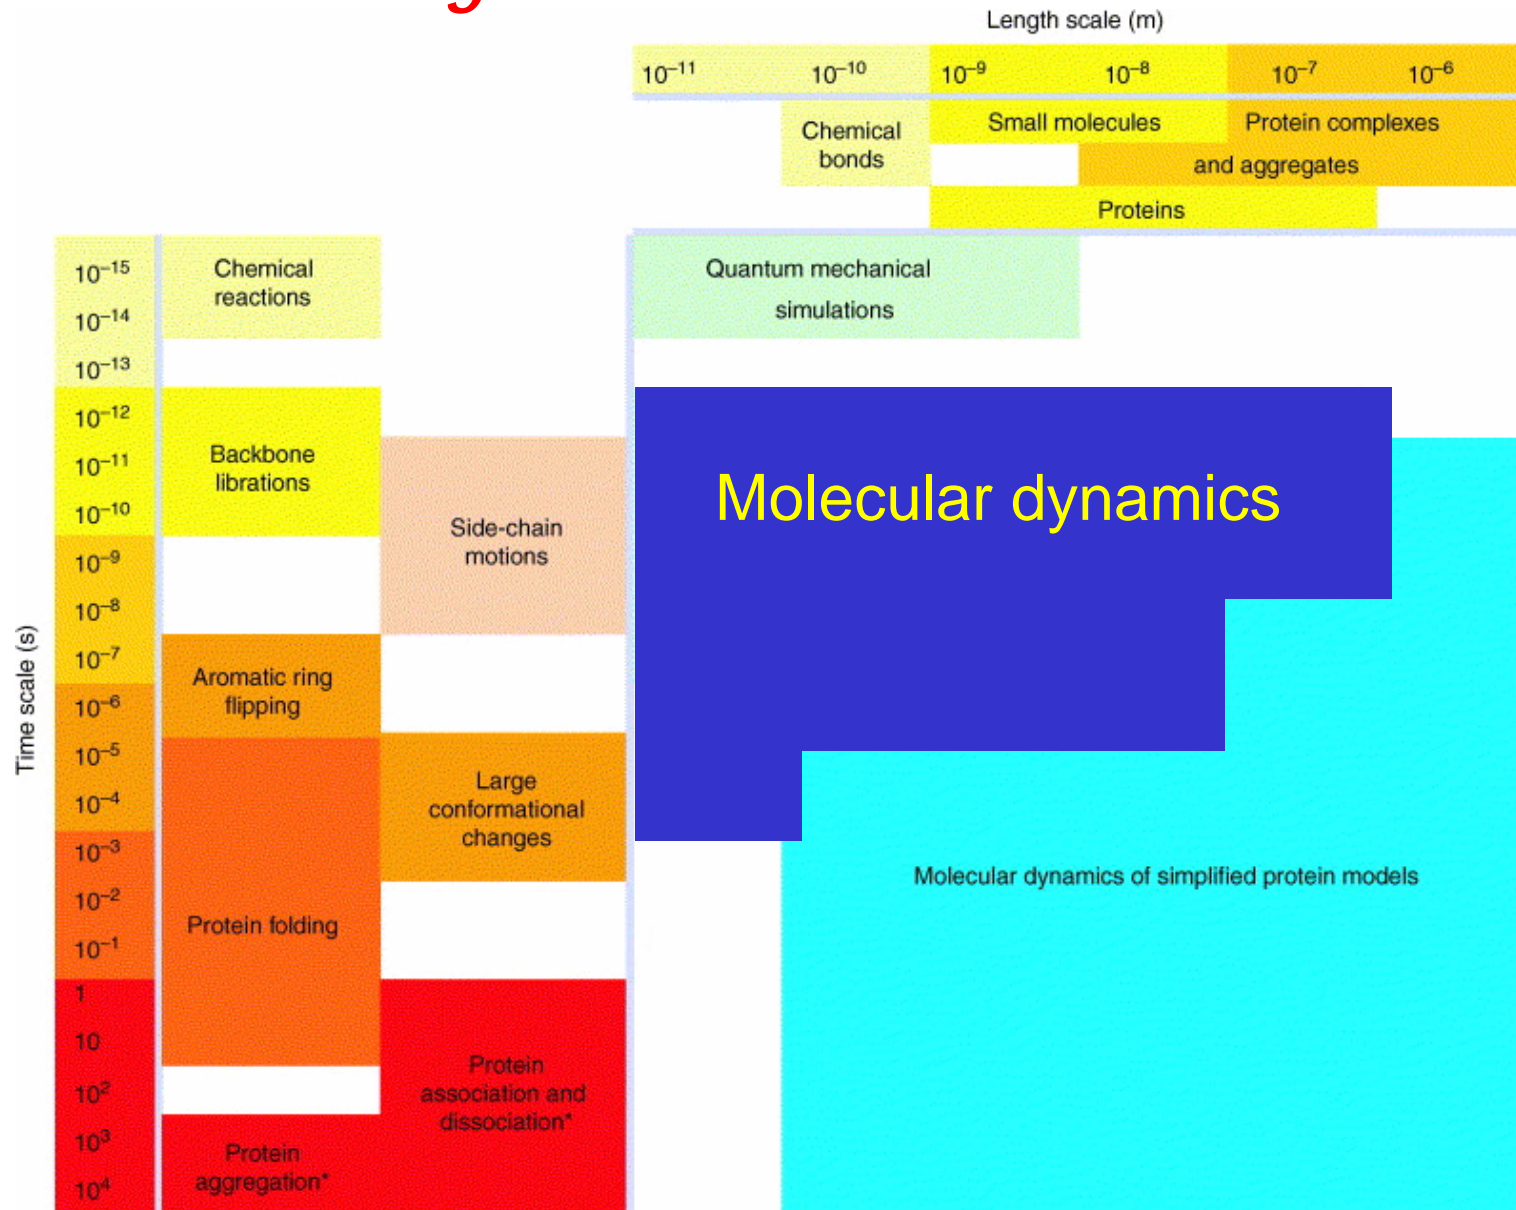 Length scale (m)
10⁻¹¹ 10⁻¹⁰ 10⁻⁹ 10⁻⁸ 10⁻⁷ 10⁻⁶
Chemical
bonds
Small molecules
Protein complexes
and aggregates
Proteins
Time scale (s)
10⁻¹⁵
10⁻¹⁴
10⁻¹³
10⁻¹²
10⁻¹¹
10⁻¹⁰
10⁻⁹
10⁻⁸
10⁻⁷
10⁻⁶
10⁻⁵
10⁻⁴
10⁻³
10⁻²
10⁻¹
1
10
10²
10³
10⁴
Chemical
reactions
Backbone
librations
Side-chain
motions
Aromatic ring
flipping
Large
conformational
changes
Protein folding
Protein
association and
dissociation*
Protein
aggregation*
Quantum mechanical
simulations
Molecular dynamics
Molecular dynamics of simplified protein models